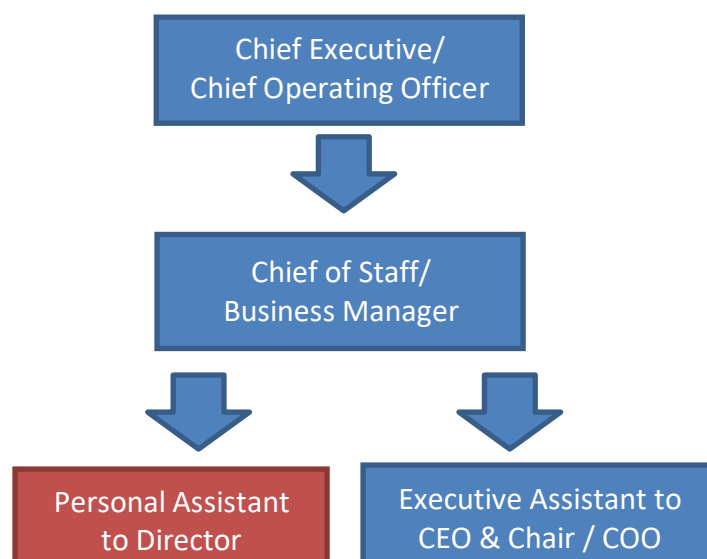 Chief Executive/
Chief Operating Officer
Chief of Staff/
Business Manager
Personal Assistant
to Director
Executive Assistant to
CEO & Chair / COO